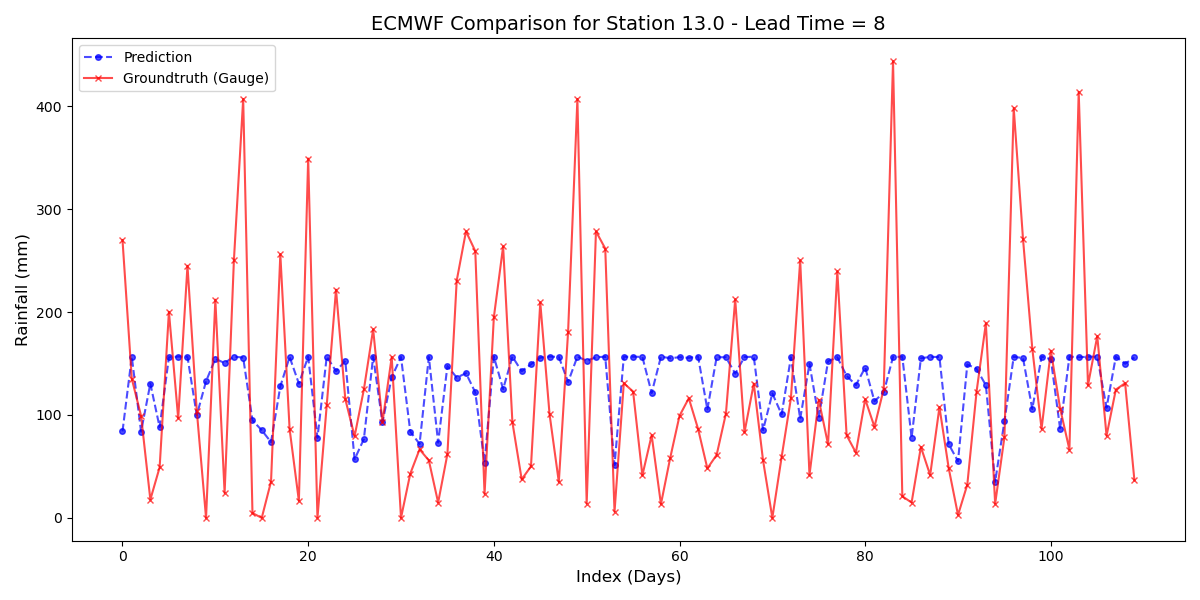 ECMWF Comparison for Station 13.0 - Lead Time = 8
Prediction
Groundtruth (Gauge)
Rainfall (mm)
400
300
200
100
0
0 20 40 60 80 100
Index (Days)